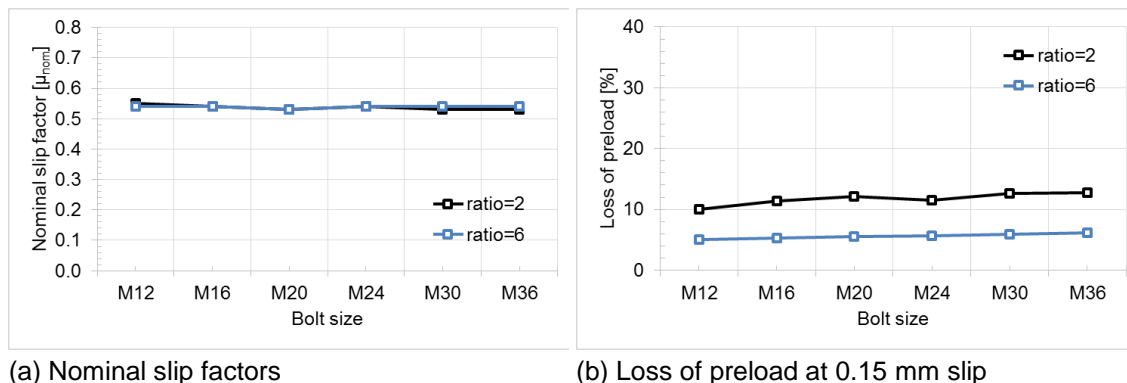 0.8
0.7
0.6
0.5
0.4
0.3
0.2
0.1
0.0
Nominal slip factor [µnom]
ratio=2
ratio=6
M12 M16 M20 M24 M30 M36
Bolt size
(a) Nominal slip factors
40
30
20
10
0
Loss of preload [%]
ratio=2
ratio=6
M12 M16 M20 M24 M30 M36
Bolt size
(b) Loss of preload at 0.15 mm slip